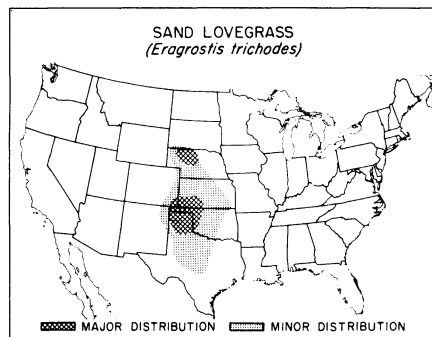 SAND LOVEGRASS
(Eragrostis trichodes)
MAJOR DISTRIBUTION MINOR DISTRIBUTION